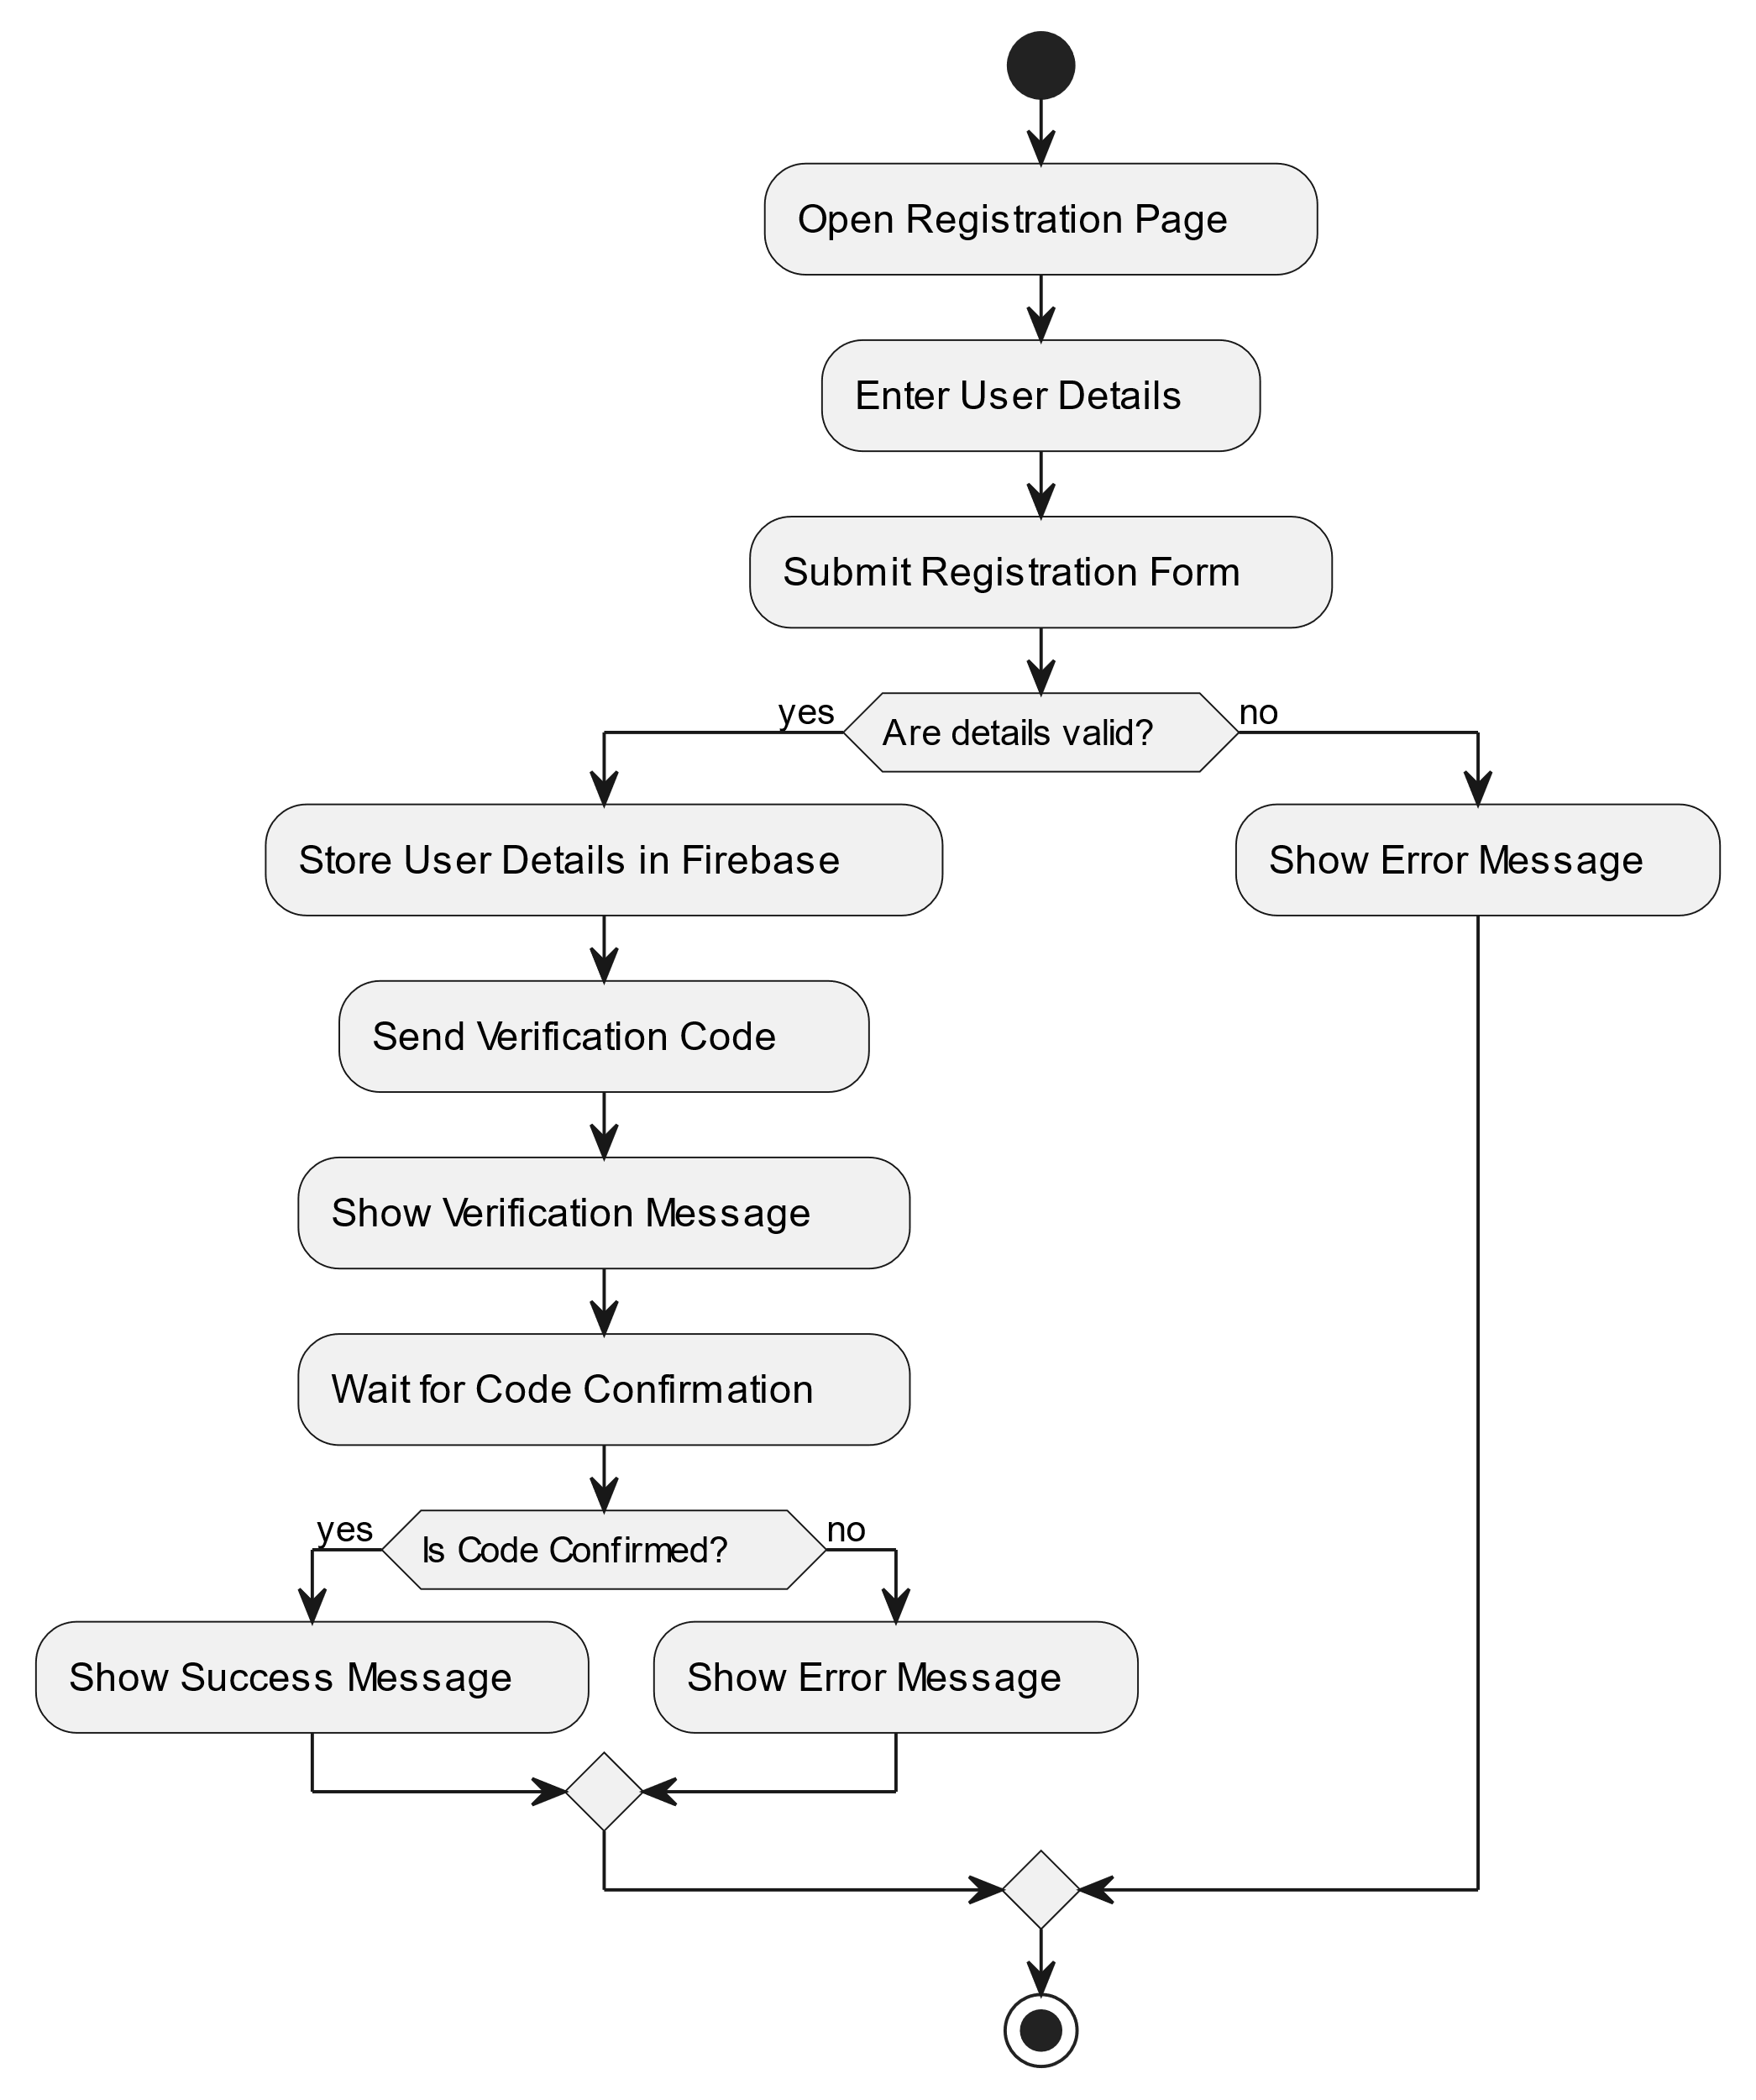 Open Registration Page
Enter User Details
Submit Registration Form
yes
Are details valid?
no
Store User Details in Firebase
Show Error Message
Send Verification Code
Show Verification Message
Wait for Code Confirmation
yes
Is Code Confirmed?
no
Show Success Message
Show Error Message